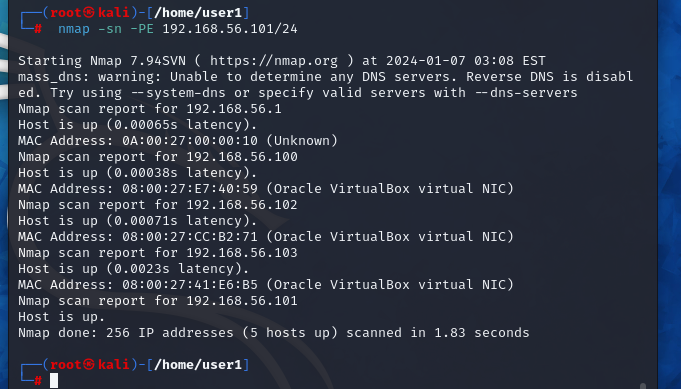 ┌──(root㉿kali)-[/home/user1]
└─# nmap -sn -PE 192.168.56.101/24
Starting Nmap 7.94SVN ( https://nmap.org ) at 2024-01-07 03:08 EST
mass_dns: warning: Unable to determine any DNS servers. Reverse DNS is disabl
ed. Try using --system-dns or specify valid servers with --dns-servers
Nmap scan report for 192.168.56.1
Host is up (0.00065s latency).
MAC Address: 0A:00:27:00:00:10 (Unknown)
Nmap scan report for 192.168.56.100
Host is up (0.00038s latency).
MAC Address: 08:00:27:E7:40:59 (Oracle VirtualBox virtual NIC)
Nmap scan report for 192.168.56.102
Host is up (0.00071s latency).
MAC Address: 08:00:27:CC:B2:71 (Oracle VirtualBox virtual NIC)
Nmap scan report for 192.168.56.103
Host is up (0.0023s latency).
MAC Address: 08:00:27:41:E6:B5 (Oracle VirtualBox virtual NIC)
Nmap scan report for 192.168.56.101
Host is up.
Nmap done: 256 IP addresses (5 hosts up) scanned in 1.83 seconds
┌──(root㉿kali)-[/home/user1]
└─#